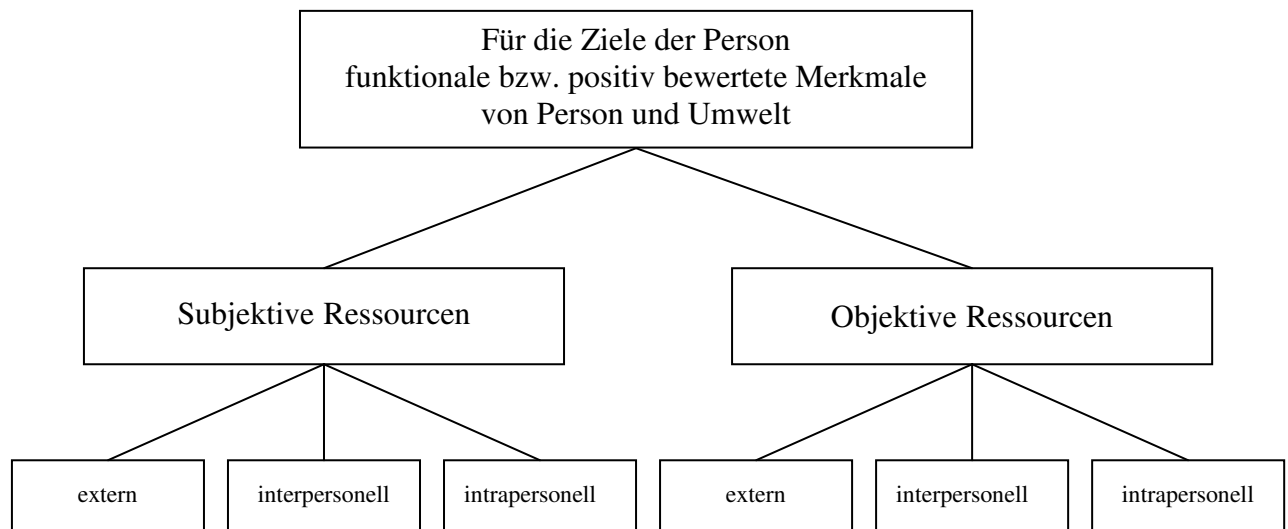 Für die Ziele der Person
funktionale bzw. positiv bewertete Merkmale
von Person und Umwelt
Subjektive Ressourcen
Objektive Ressourcen
extern
interpersonell
intrapersonell
extern
interpersonell
intrapersonell